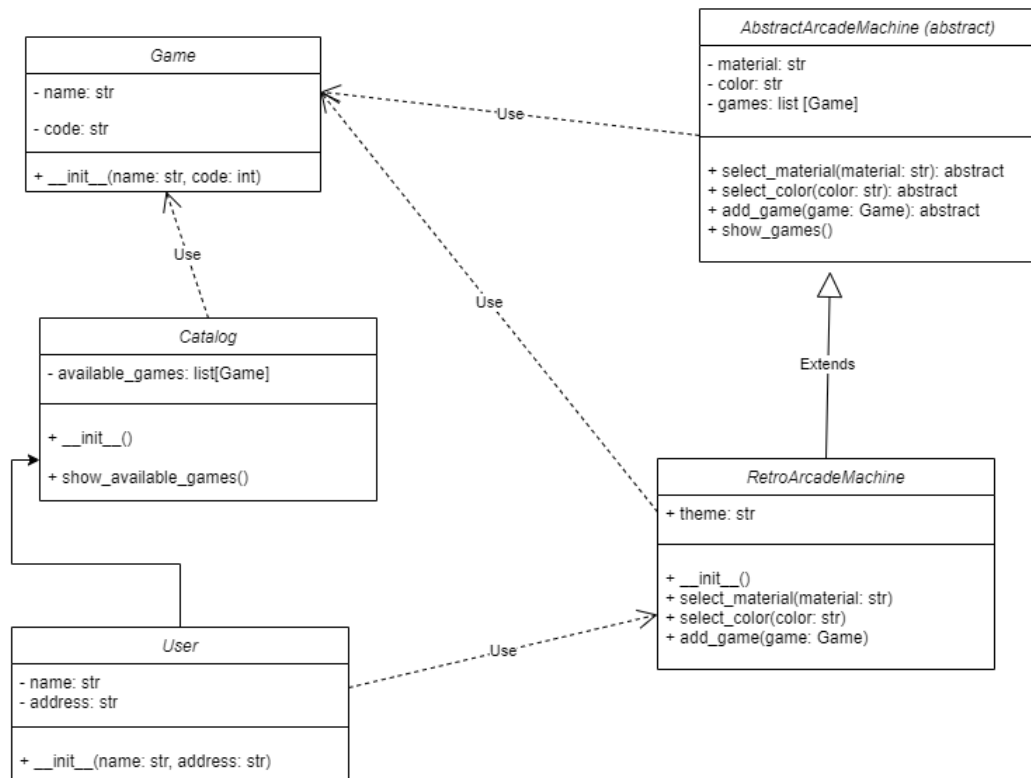 Game
- name: str
- code: str
+ __init__(name: str, code: int)
AbstractArcadeMachine (abstract)
- material: str
- color: str
- games: list [Game]
+ select_material(material: str): abstract
+ select_color(color: str): abstract
+ add_game(game: Game): abstract
+ show_games()
Use
Use
Use
Extends
Catalog
- available_games: list[Game]
+ __init__()
+ show_available_games()
RetroArcadeMachine
+ theme: str
+ __init__()
+ select_material(material: str)
+ select_color(color: str)
+ add_game(game: Game)
User
- name: str
- address: str
+ __init__(name: str, address: str)
Use